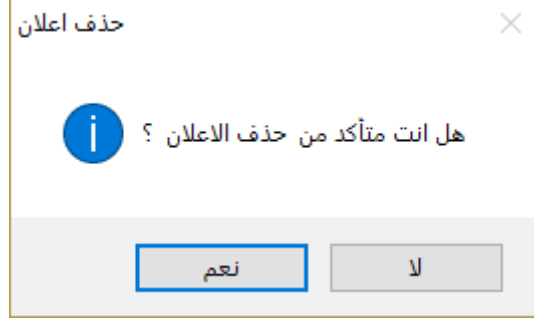 حذف اعلان
هل انت متأكد من حذف الاعلان ؟
نعم
لا